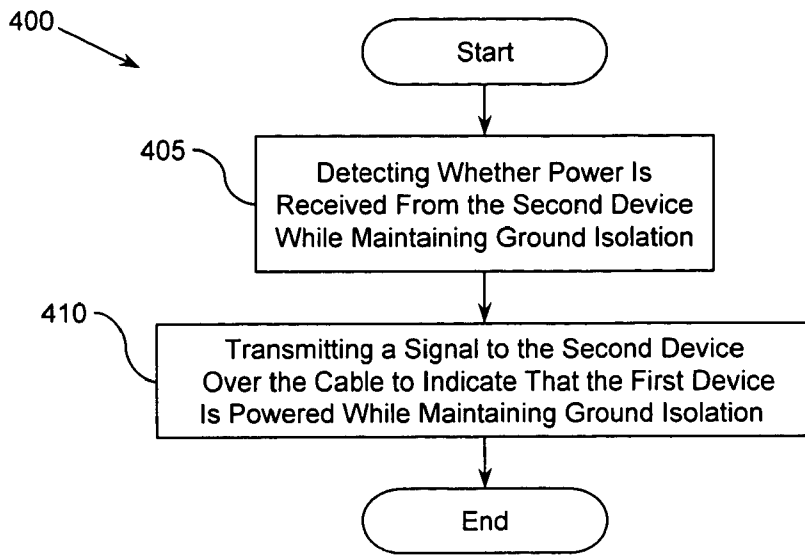 400
Start
405
Detecting Whether Power Is
Received From the Second Device
While Maintaining Ground Isolation
410
Transmitting a Signal to the Second Device
Over the Cable to Indicate That the First Device
Is Powered While Maintaining Ground Isolation
End